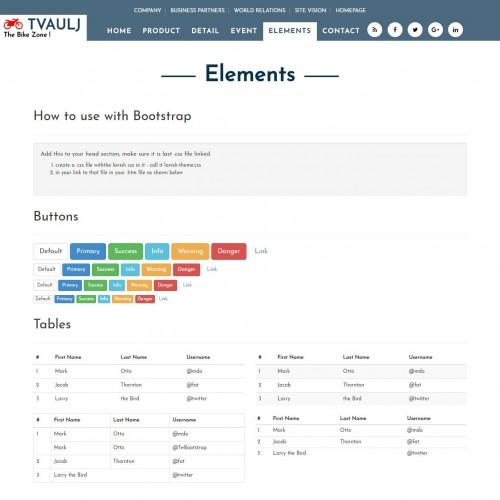 COMPANY BUSINESS PARTNERS WORLD RELATIONS SITE VISION HOMEPAGE
TVAULJ
The Bike Zone !
HOME PRODUCT DETAIL EVENT ELEMENTS CONTACT
Elements
How to use with Bootstrap
Add this to your head section, make sure it is last .css file linked.
1. create a .css file withthe lavish css in it - call it lavish-theme.css
2. in your link to that file in your .htm file as shown below
Buttons
Default Primary Success Info Warning Danger Link
Default Primary Success Info Warning Danger Link
Default Primary Success Info Warning Danger Link
Default Primary Success Info Warning Danger Link
Tables
# First Name Last Name Username
1 Mark Otto @mdo
2 Jacob Thornton @fat
3 Larry the Bird @twitter
# First Name Last Name Username
1 Mark Otto @mdo
2 Jacob Thornton @fat
3 Larry the Bird @twitter
# First Name Last Name Username
1 Mark Otto @mdo
Mark Otto @TwBootstrap
2 Jacob Thornton @fat
3 Larry the Bird @twitter
# First Name Last Name Username
1 Mark Otto @mdo
2 Jacob Thornton @fat
3 Larry the Bird @twitter